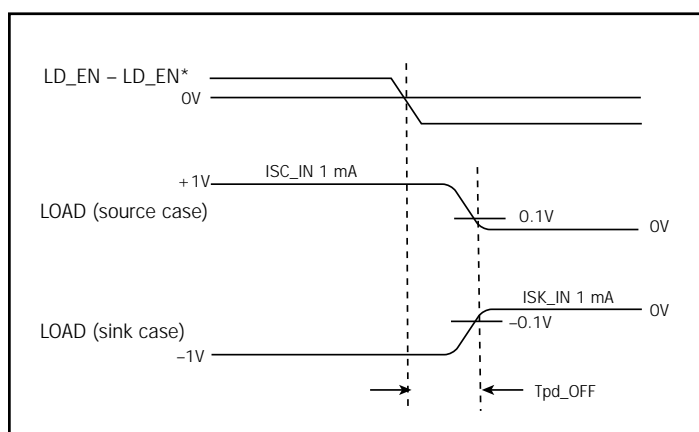 LD_EN – LD_EN*
0V
ISC_IN 1 mA
+1V
LOAD (source case)
0.1V
0V
ISK_IN 1 mA
0V
–0.1V
LOAD (sink case)
–1V
Tpd_OFF